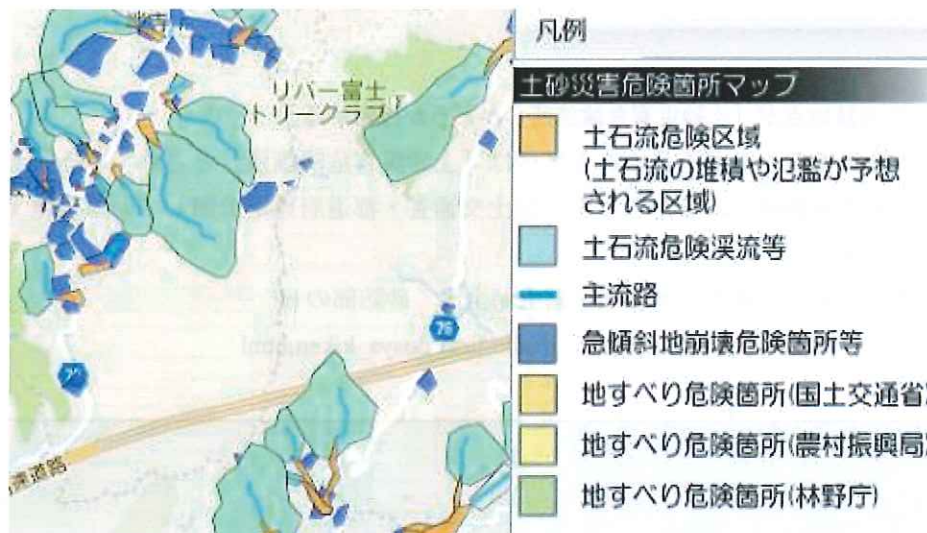 リバー富士
トリークラブ
76
速道路
凡例
土砂災害危険箇所マップ
土石流危険区域
(土石流の堆積や氾濫が予想
される区域)
土石流危険渓流等
主流路
急傾斜地崩壊危険箇所等
地すべり危険箇所(国土交通省)
地すべり危険箇所(農村振興局)
地すべり危険箇所(林野庁)